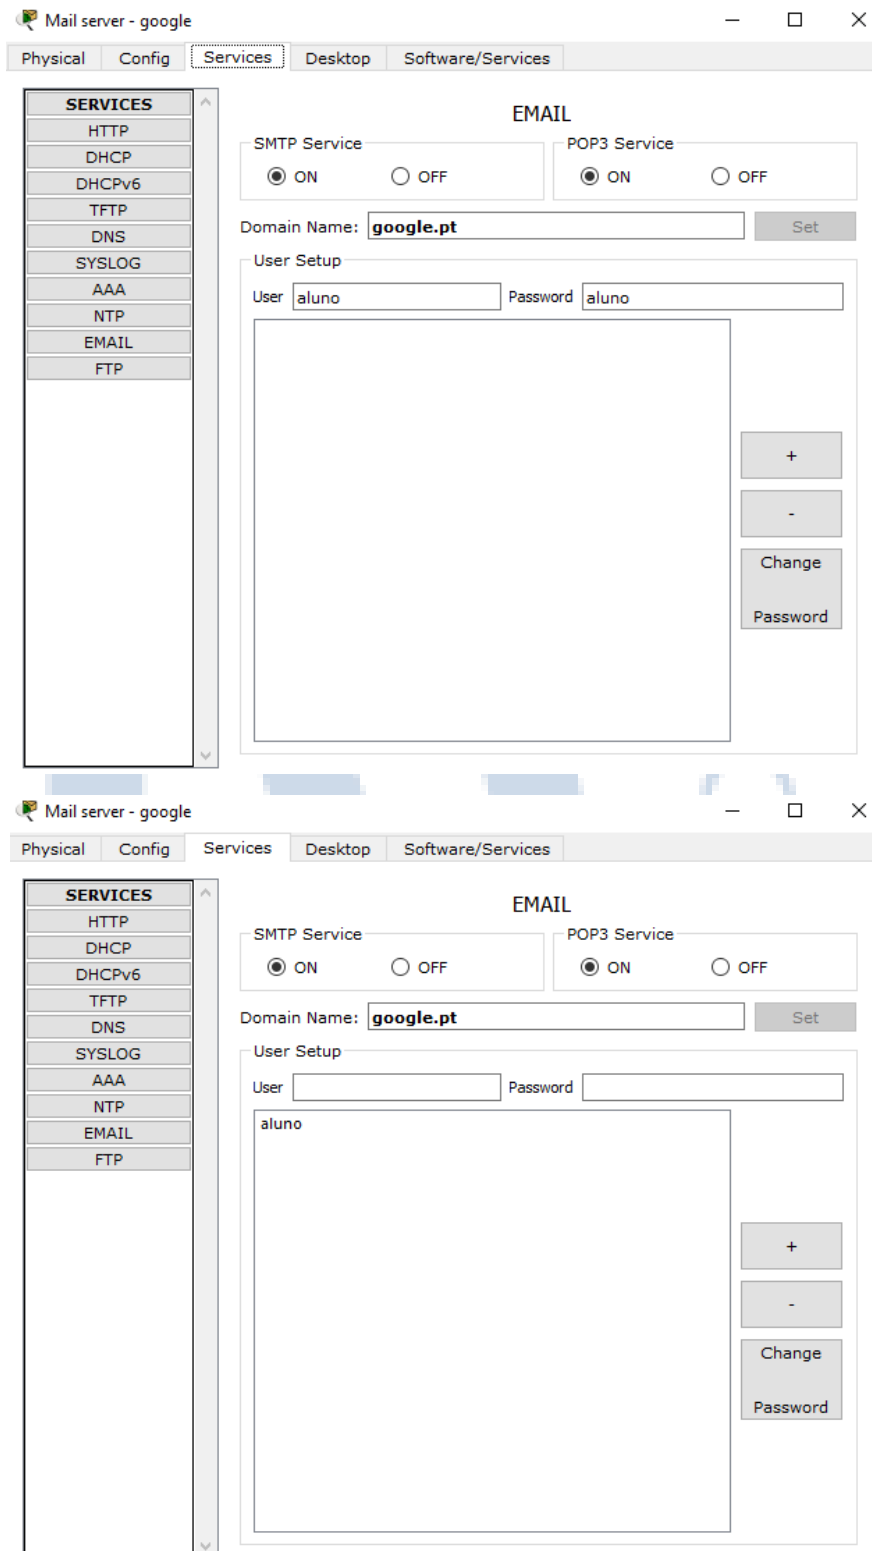 Mail server - google
Physical Config Services Desktop Software/Services
SERVICES
HTTP
DHCP
DHCPv6
TFTP
DNS
SYSLOG
AAA
NTP
EMAIL
FTP
EMAIL
SMTP Service POP3 Service
ON OFF ON OFF
Domain Name: google.pt Set
User Setup
User aluno Password aluno
+
-
Change
Password
Mail server - google
Physical Config Services Desktop Software/Services
SERVICES
HTTP
DHCP
DHCPv6
TFTP
DNS
SYSLOG
AAA
NTP
EMAIL
FTP
EMAIL
SMTP Service POP3 Service
ON OFF ON OFF
Domain Name: google.pt Set
User Setup
User Password
aluno
+
-
Change
Password